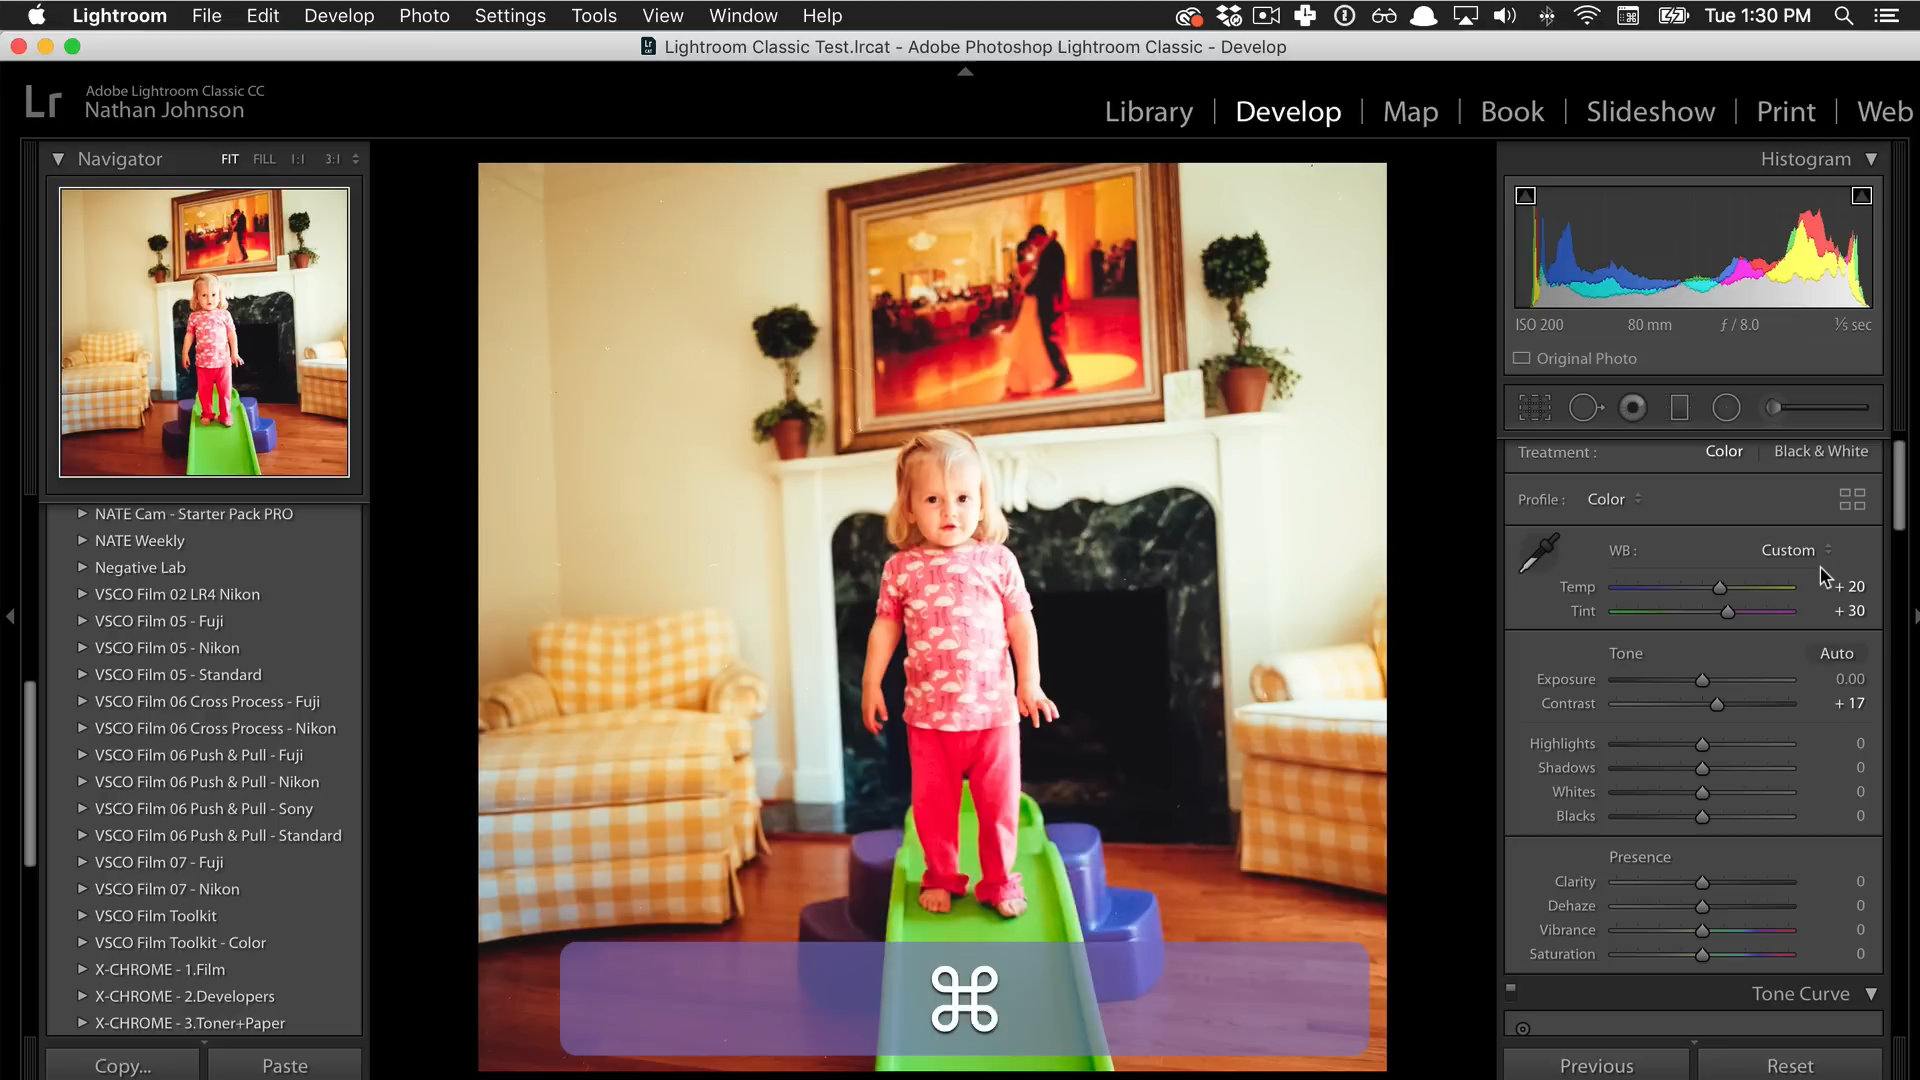 Lightroom File Edit Develop Photo Settings Tools View Window Help Tue 1:30 PM
Lightroom Classic Test.lrcat - Adobe Photoshop Lightroom Classic - Develop
Lr
Adobe Lightroom Classic CC
Nathan Johnson
Library | Develop | Map | Book | Slideshow | Print | Web
Navigator FIT FILL 1:1 3:1
NATE Cam - Starter Pack PRO
NATE Weekly
Negative Lab
VSCO Film 02 LR4 Nikon
VSCO Film 05 - Fuji
VSCO Film 05 - Nikon
VSCO Film 05 - Standard
VSCO Film 06 Cross Process - Fuji
VSCO Film 06 Cross Process - Nikon
VSCO Film 06 Push & Pull - Fuji
VSCO Film 06 Push & Pull - Nikon
VSCO Film 06 Push & Pull - Sony
VSCO Film 06 Push & Pull - Standard
VSCO Film 07 - Fuji
VSCO Film 07 - Nikon
VSCO Film Toolkit
VSCO Film Toolkit - Color
X-CHROME - 1.Film
X-CHROME - 2.Developers
X-CHROME - 3.Toner+Paper
Copy... Paste
⌘
Histogram
ISO 200 80 mm ƒ / 8.0 ⅕ sec
Original Photo
Treatment : Color | Black & White
Profile : Color
WB : Custom
Temp + 20
Tint + 30
Tone Auto
Exposure 0.00
Contrast + 17
Highlights 0
Shadows 0
Whites 0
Blacks 0
Presence
Clarity 0
Dehaze 0
Vibrance 0
Saturation 0
Tone Curve
Previous Reset